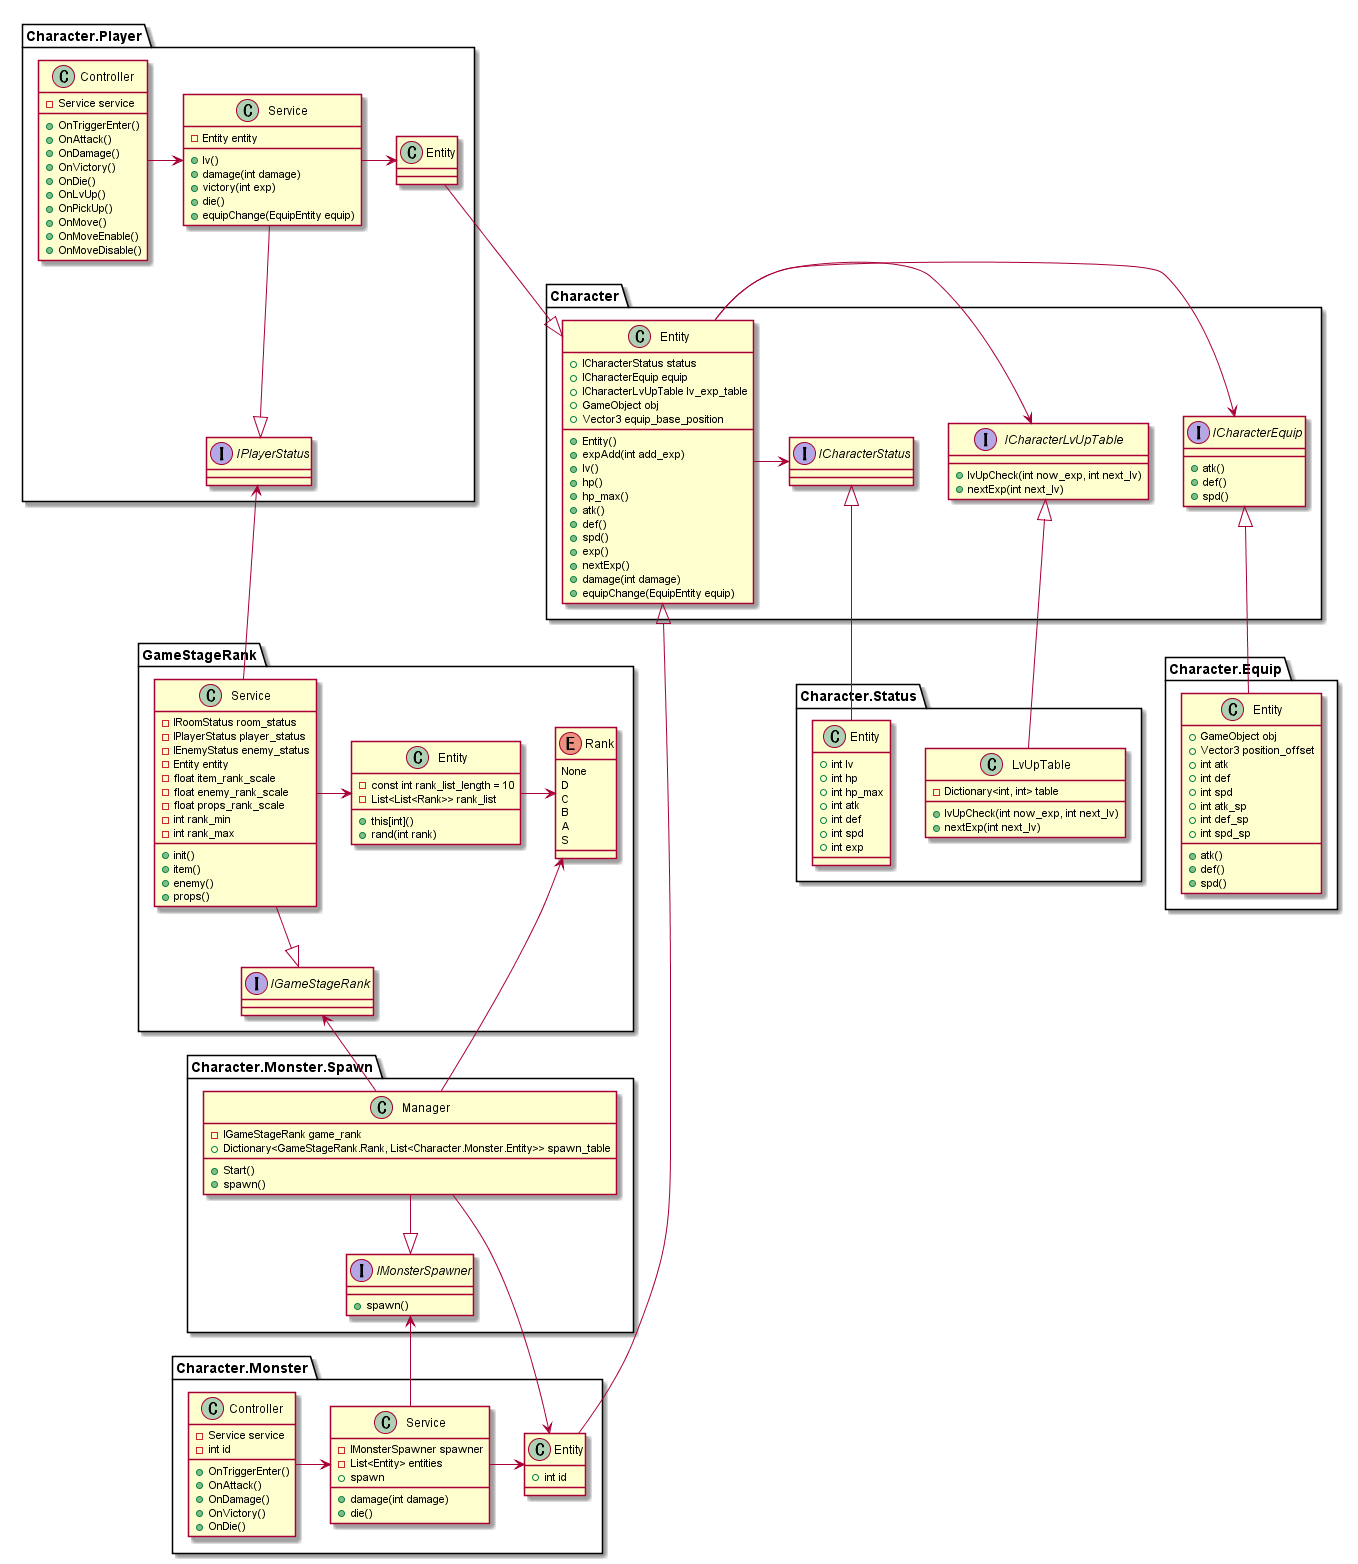 Character.Player
C Controller
Service service
OnTriggerEnter()
OnAttack()
OnDamage()
OnVictory()
OnDie()
OnLvUp()
OnPickUp()
OnMove()
OnMoveEnable()
OnMoveDisable()
C Service
Entity entity
lv()
damage(int damage)
victory(int exp)
die()
equipChange(EquipEntity equip)
C Entity
I IPlayerStatus
Character
C Entity
ICharacterStatus status
ICharacterEquip equip
ICharacterLvUpTable lv_exp_table
GameObject obj
Vector3 equip_base_position
Entity()
expAdd(int add_exp)
lv()
hp()
hp_max()
atk()
def()
spd()
exp()
nextExp()
damage(int damage)
equipChange(EquipEntity equip)
I ICharacterStatus
I ICharacterLvUpTable
lvUpCheck(int now_exp, int next_lv)
nextExp(int next_lv)
I ICharacterEquip
atk()
def()
spd()
GameStageRank
C Service
IRoomStatus room_status
IPlayerStatus player_status
IEnemyStatus enemy_status
Entity entity
float item_rank_scale
float enemy_rank_scale
float props_rank_scale
int rank_min
int rank_max
init()
item()
enemy()
props()
C Entity
const int rank_list_length = 10
List<List<Rank>> rank_list
this[int]()
rand(int rank)
E Rank
None
D
C
B
A
S
I IGameStageRank
Character.Status
C Entity
int lv
int hp
int hp_max
int atk
int def
int spd
int exp
C LvUpTable
Dictionary<int, int> table
lvUpCheck(int now_exp, int next_lv)
nextExp(int next_lv)
Character.Equip
C Entity
GameObject obj
Vector3 position_offset
int atk
int def
int spd
int atk_sp
int def_sp
int spd_sp
atk()
def()
spd()
Character.Monster.Spawn
C Manager
IGameStageRank game_rank
Dictionary<GameStageRank.Rank, List<Character.Monster.Entity>> spawn_table
Start()
spawn()
I IMonsterSpawner
spawn()
Character.Monster
C Controller
Service service
int id
OnTriggerEnter()
OnAttack()
OnDamage()
OnVictory()
OnDie()
C Service
IMonsterSpawner spawner
List<Entity> entities
spawn
damage(int damage)
die()
C Entity
int id